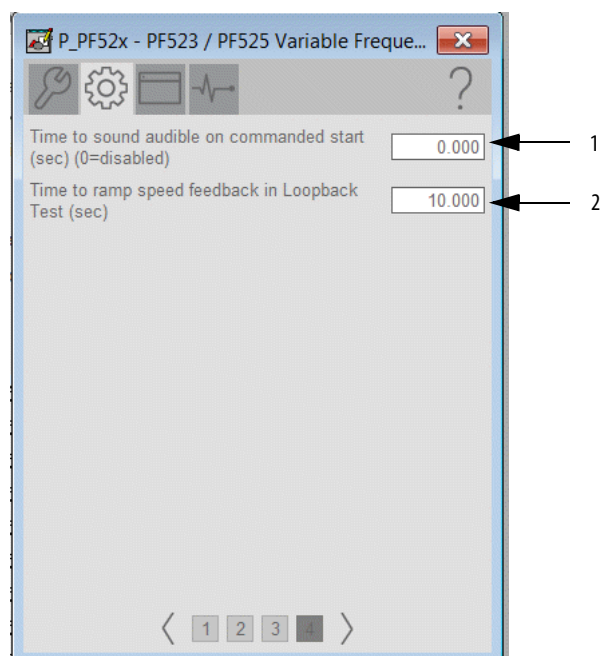 P_PF52x - PF523 / PF525 Variable Freque...
?
Time to sound audible on commanded start
(sec) (0=disabled)
0.000
1
Time to ramp speed feedback in Loopback
Test (sec)
10.000
2
1 2 3 4